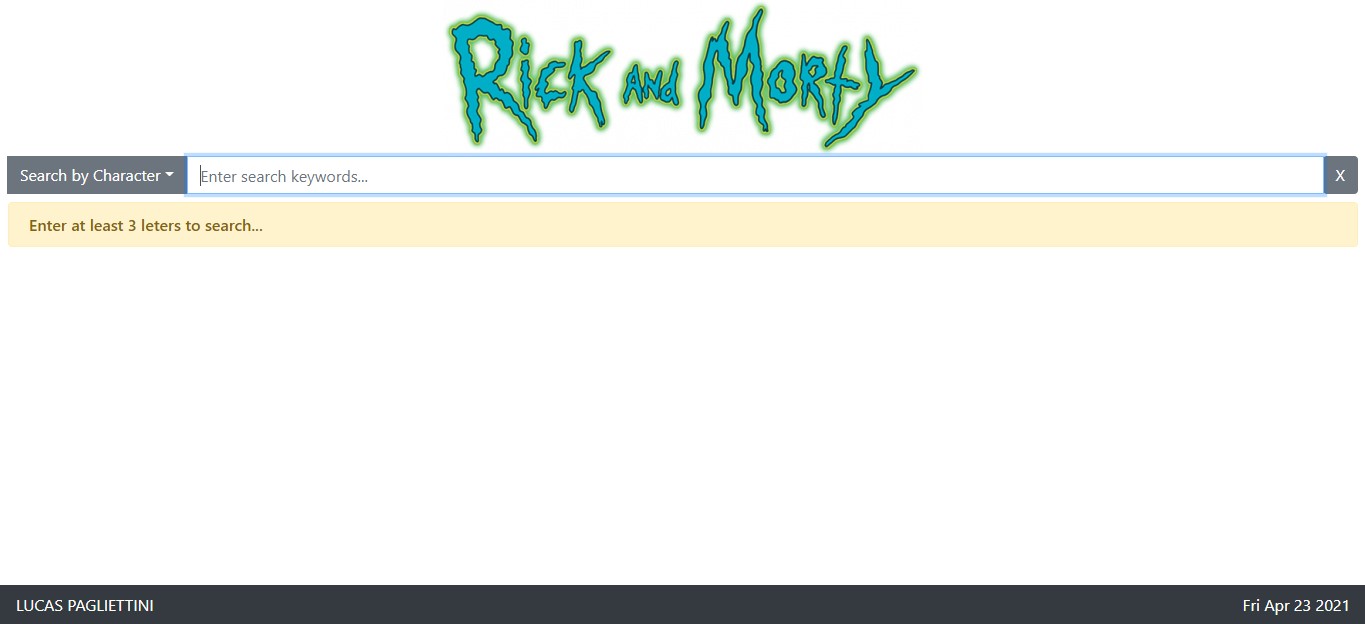 Rick and Morty
Search by Character
Enter search keywords...
X
Enter at least 3 leters to search...
LUCAS PAGLIETTINI
Fri Apr 23 2021